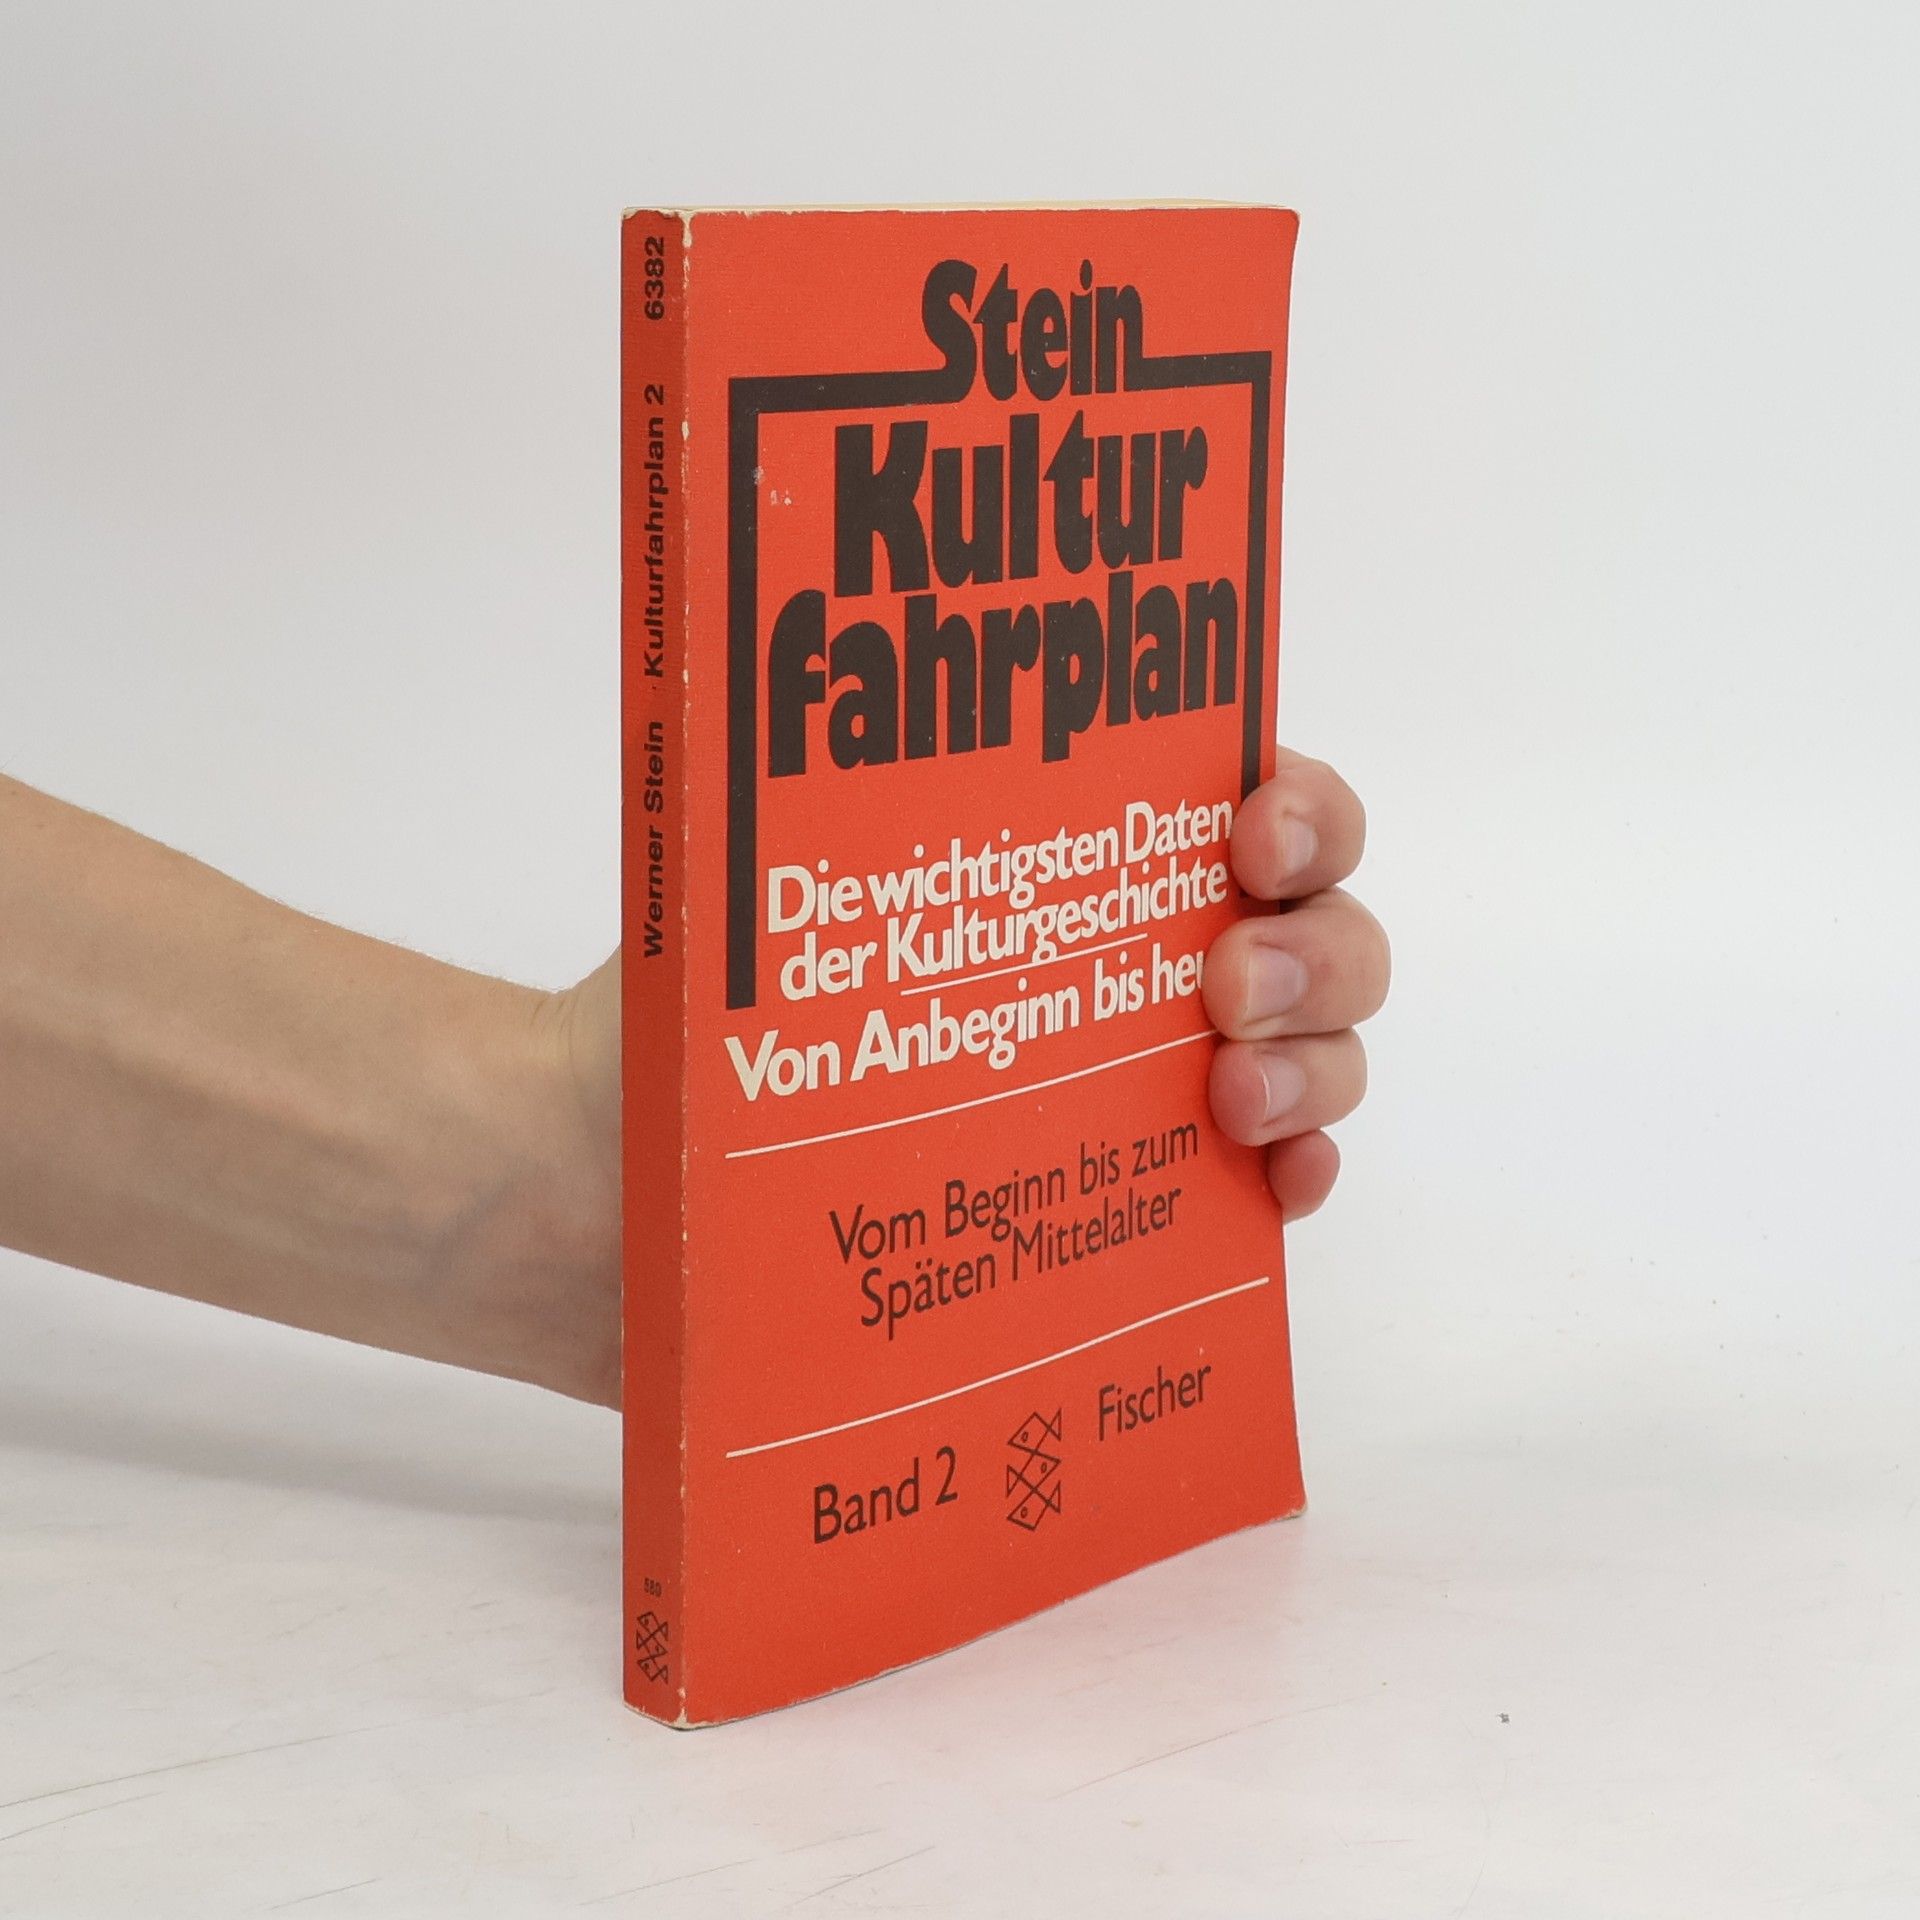 Stein
Kultur
fahrplan
Die wichtigsten Daten
der Kulturgeschichte
Von Anbeginn bis heu
Vom Beginn bis zum
Späten Mittelalter
Band 2
Fischer
Werner Stein Kulturfahrplan 2 6382
580